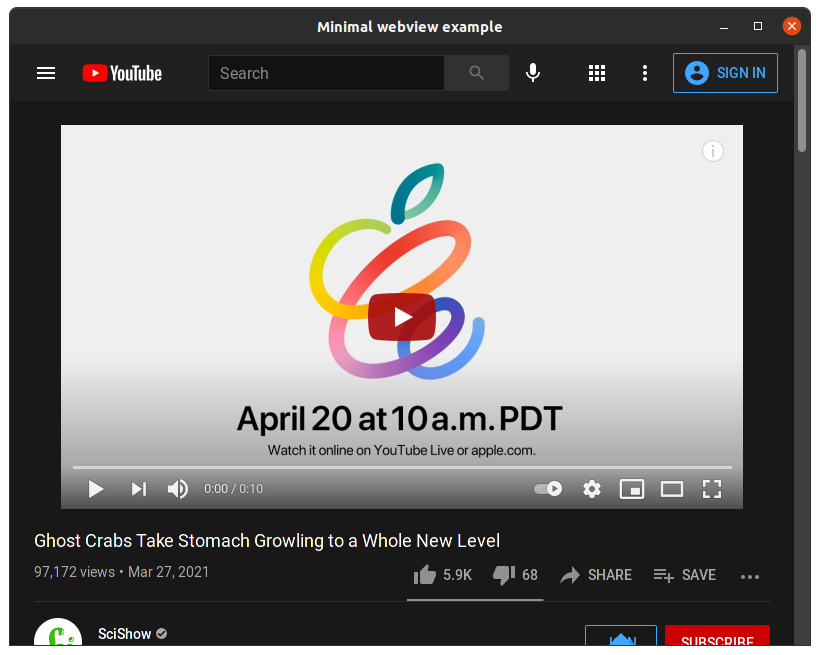 Minimal webview example
YouTube
Search
SIGN IN
April 20 at 10 a.m. PDT
Watch it online on YouTube Live or apple.com.
0:00 / 0:10
Ghost Crabs Take Stomach Growling to a Whole New Level
97,172 views • Mar 27, 2021
5.9K
68
SHARE
SAVE
SciShow
SUBSCRIBE